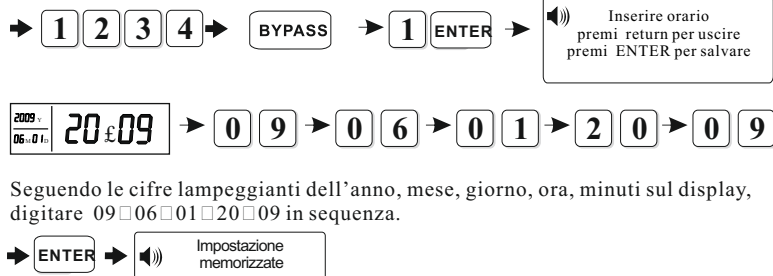 1 2 3 4 BYPASS 1 ENTER
Inserire orario
premi return per uscire
premi ENTER per salvare
2009 Y
06 M 01 D 20 £ 09 0 9 0 6 0 1 2 0 0 9
Seguendo le cifre lampeggianti dell'anno, mese, giorno, ora, minuti sul display,
digitare 09□06□01□20□09 in sequenza.
ENTER
Impostazione
memorizzate